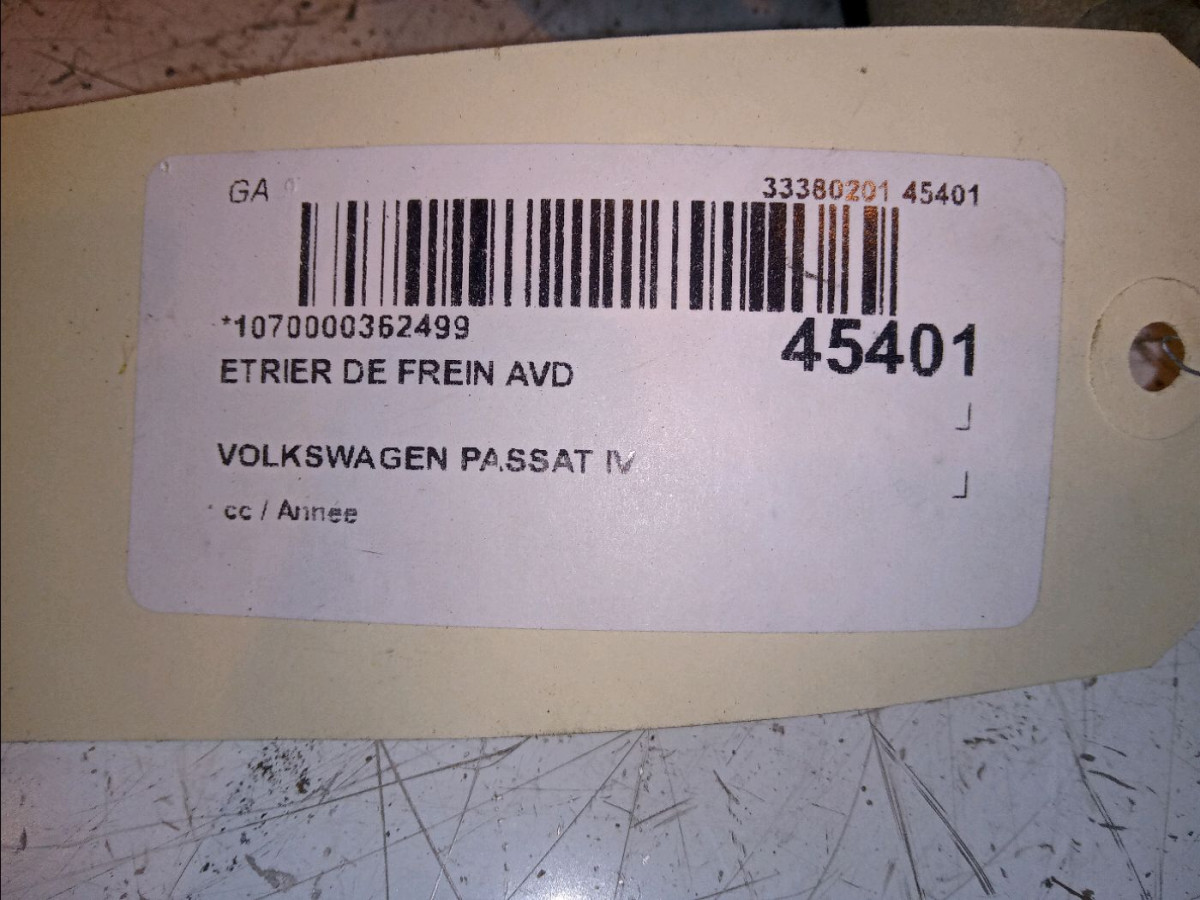 GA
33380201 45401
*1070000362499
45401
ETRIER DE FREIN AVD
VOLKSWAGEN PASSAT IV
cc / Annee